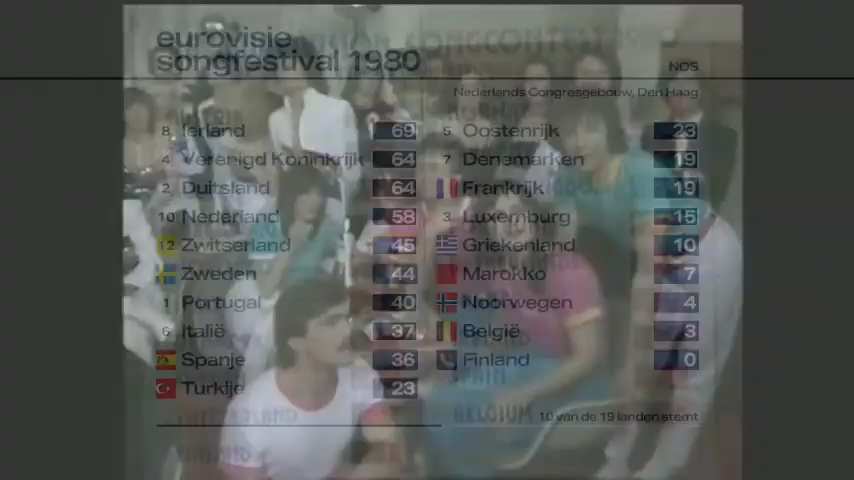 eurovisie
songfestival 1980
NOS
Nederlands Congresgebouw, Den Haag
8 Ierland 69
4 Verenigd Koninkrijk 64
2 Duitsland 64
10 Nederland 58
12 Zwitserland 45
Zweden 44
1 Portugal 40
6 Italië 37
Spanje 36
Turkije 23
5 Oostenrijk 23
7 Denemarken 19
Frankrijk 19
3 Luxemburg 15
Griekenland 10
Marokko 7
Noorwegen 4
België 3
Finland 0
10 van de 19 landen stemt
SPAIN
BELGIUM